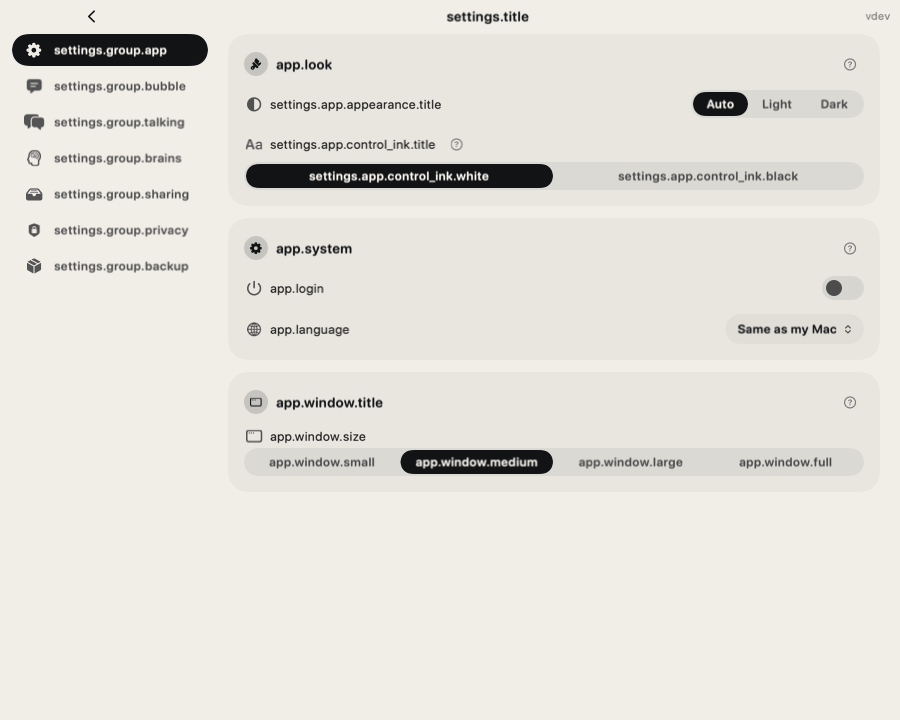 settings.title
vdev
settings.group.app
settings.group.bubble
settings.group.talking
settings.group.brains
settings.group.sharing
settings.group.privacy
settings.group.backup
app.look
settings.app.appearance.title
Auto Light Dark
Aa settings.app.control_ink.title
settings.app.control_ink.white settings.app.control_ink.black
app.system
app.login
app.language
Same as my Mac
app.window.title
app.window.size
app.window.small app.window.medium app.window.large app.window.full